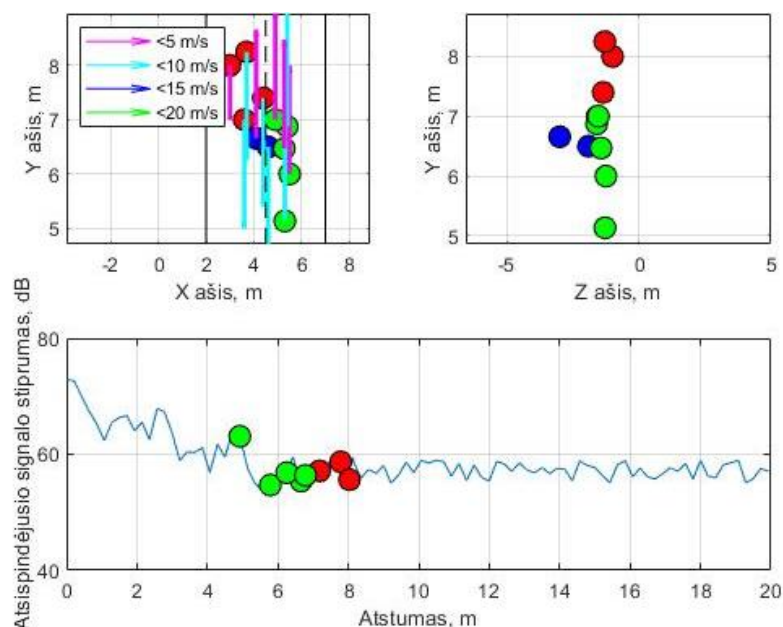 8
7
6
5
Y ašis, m
<5 m/s
<10 m/s
<15 m/s
<20 m/s
-2 0 2 4 6 8
X ašis, m
8
7
6
5
Y ašis, m
-5 0 5
Z ašis, m
80
60
40
Atsispindėjusio signalo stiprumas, dB
0 2 4 6 8 10 12 14 16 18 20
Atstumas, m